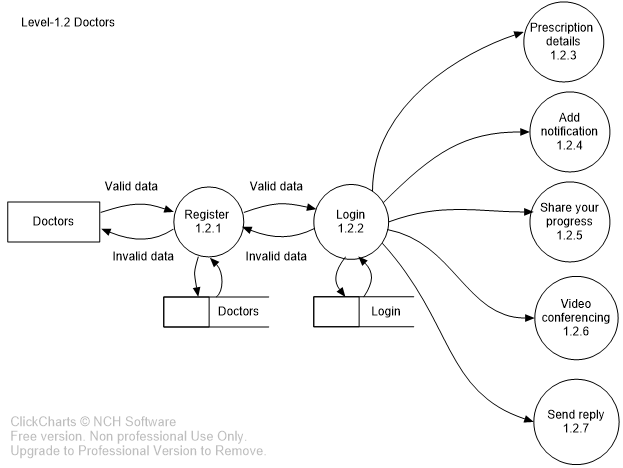 Level-1.2 Doctors
Prescription
details
1.2.3
Add
notification
1.2.4
Valid data
Valid data
Doctors
Register
1.2.1
Login
1.2.2
Share your
progress
1.2.5
Invalid data
Invalid data
Doctors
Login
Video
conferencing
1.2.6
Send reply
1.2.7
ClickCharts © NCH Software
Free version. Non professional Use Only.
Upgrade to Professional Version to Remove.